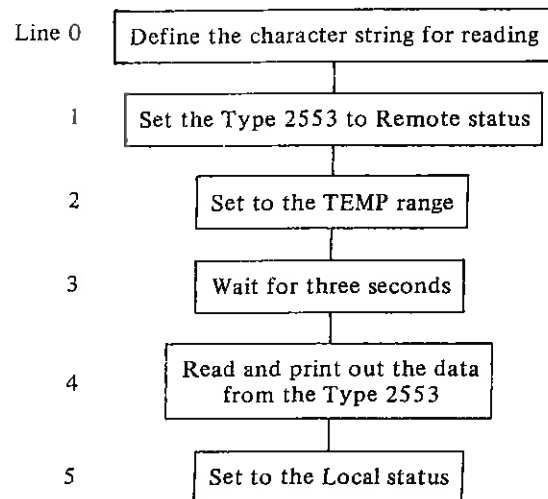 Line 0 Define the character string for reading
1 Set the Type 2553 to Remote status
2 Set to the TEMP range
3 Wait for three seconds
4 Read and print out the data
from the Type 2553
5 Set to the Local status